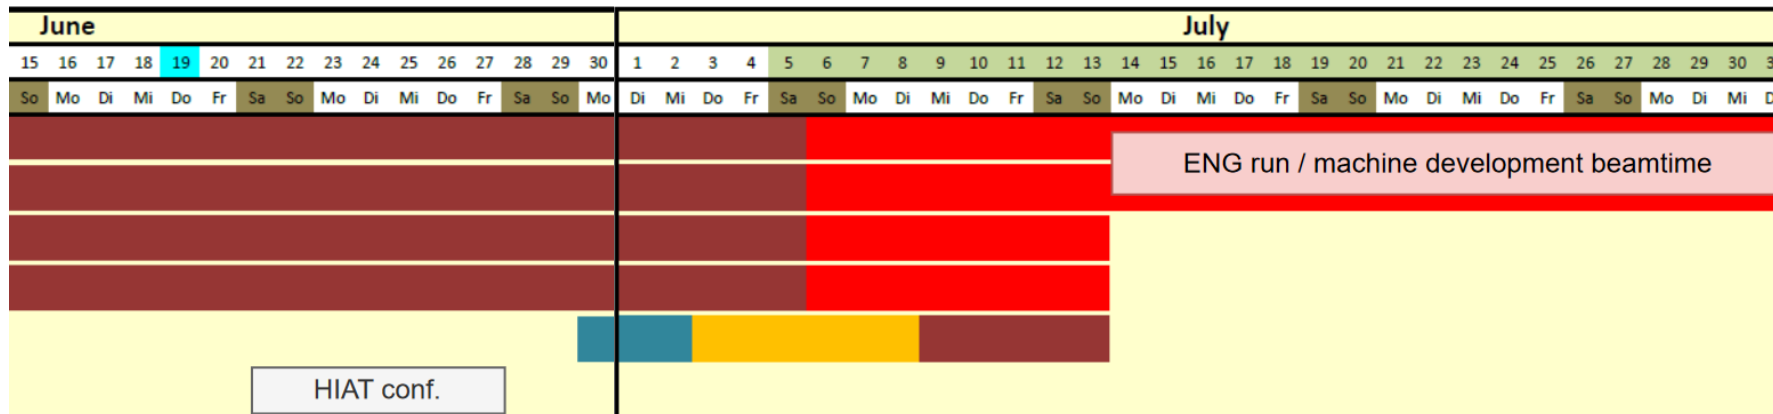 June July
15 16 17 18 19 20 21 22 23 24 25 26 27 28 29 30 1 2 3 4 5 6 7 8 9 10 11 12 13 14 15 16 17 18 19 20 21 22 23 24 25 26 27 28 29 30 3
So Mo Di Mi Do Fr Sa So Mo Di Mi Do Fr Sa So Mo Di Mi Do Fr Sa So Mo Di Mi Do Fr Sa So Mo Di Mi Do Fr Sa So Mo Di Mi Do Fr Sa So Mo Di Mi D
ENG run / machine development beamtime
HIAT conf.